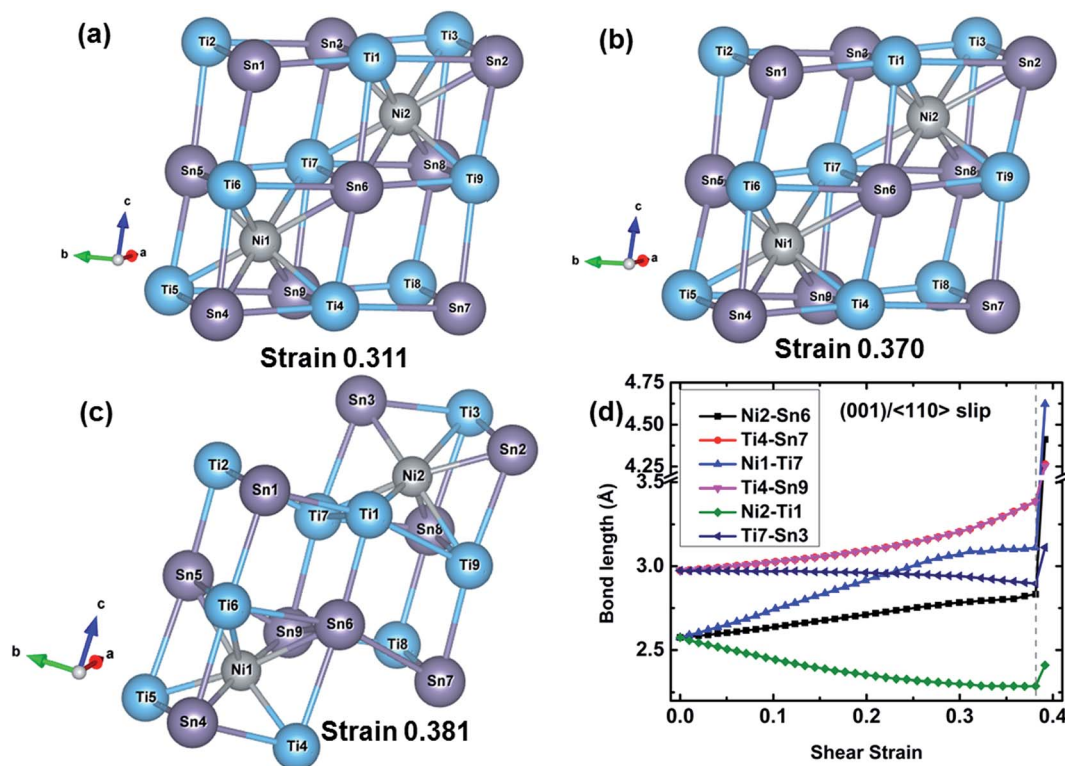 (a)
Ti2
Sn3
Ti3
Sn1
Ti1
Sn2
Ni2
Sn5
Ti7
Sn8
Ti6
Sn6
Ti9
c
b
a
Ni1
Ti5
Sn9
Ti8
Sn4
Ti4
Sn7
Strain 0.311
(b)
Ti2
Sn3
Ti3
Sn1
Ti1
Sn2
Ni2
Sn5
Ti7
Sn8
Ti6
Sn6
Ti9
c
b
a
Ni1
Ti5
Sn9
Ti8
Sn4
Ti4
Sn7
Strain 0.370
(c)
Sn3
Ti3
Ti2
Sn2
Sn1
Ni2
Ti7
Ti1
Sn8
Sn5
Ti9
Ti6
Sn9
Sn6
c
b
a
Ti8
Ni1
Sn7
Ti5
Sn4
Ti4
Strain 0.381
(d)
(001)/<110> slip
Ni2-Sn6
Ti4-Sn7
Ni1-Ti7
Ti4-Sn9
Ni2-Ti1
Ti7-Sn3
Bond length (Å)
4.75
4.50
4.25
3.0
2.5
0.0
0.1
0.2
0.3
0.4
Shear Strain